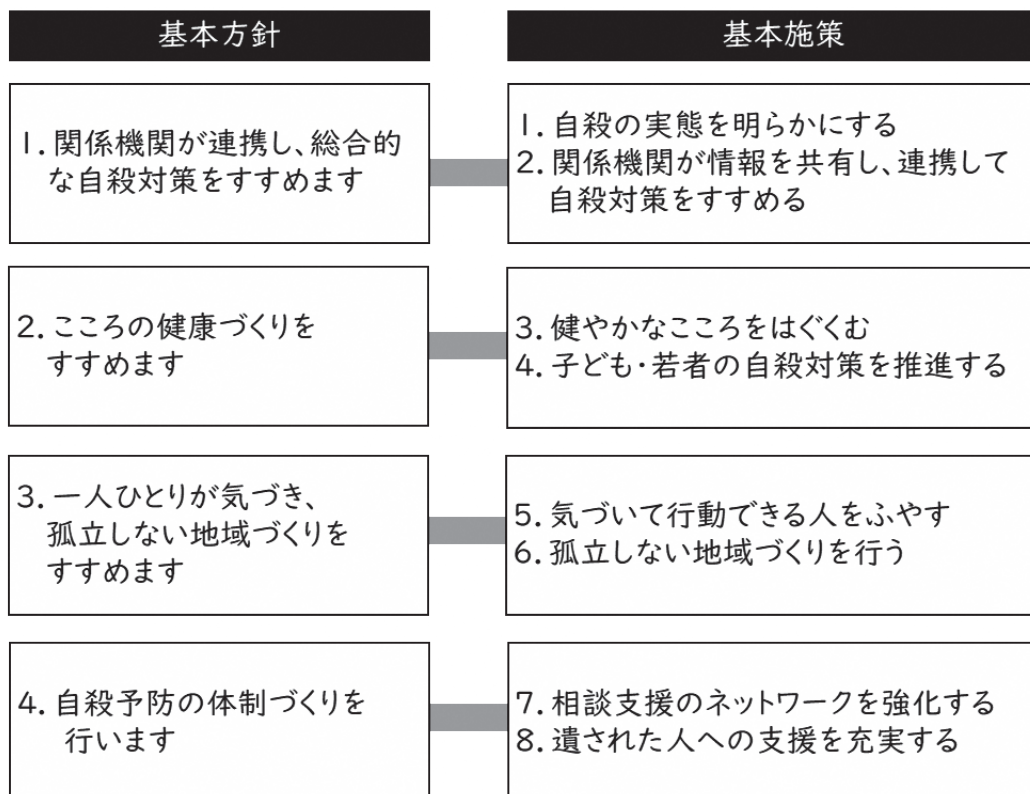 基本方針
基本施策
1. 関係機関が連携し、総合的
な自殺対策をすすめます
1. 自殺の実態を明らかにする
2. 関係機関が情報を共有し、連携して
自殺対策をすすめる
2. こころの健康づくりを
すすめます
3. 健やかなこころをはぐくむ
4. 子ども・若者の自殺対策を推進する
3. 一人ひとりが気づき、
孤立しない地域づくりを
すすめます
5. 気づいて行動できる人をふやす
6. 孤立しない地域づくりを行う
4. 自殺予防の体制づくりを
行います
7. 相談支援のネットワークを強化する
8. 遺された人への支援を充実する